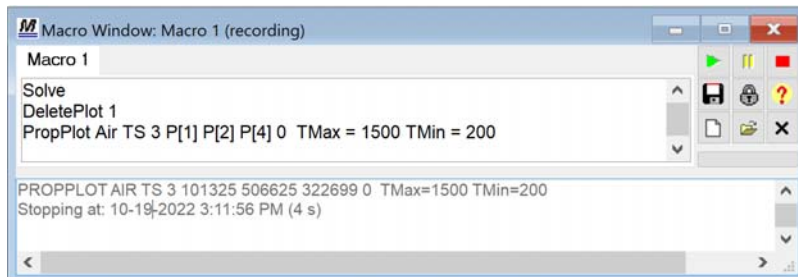 M Macro Window: Macro 1 (recording)
Macro 1
Solve
DeletePlot 1
PropPlot Air TS 3 P[1] P[2] P[4] 0  TMax = 1500 TMin = 200
?
PROPPLOT AIR TS 3 101325 506625 322699 0  TMax=1500 TMin=200
Stopping at: 10-19-2022 3:11:56 PM (4 s)